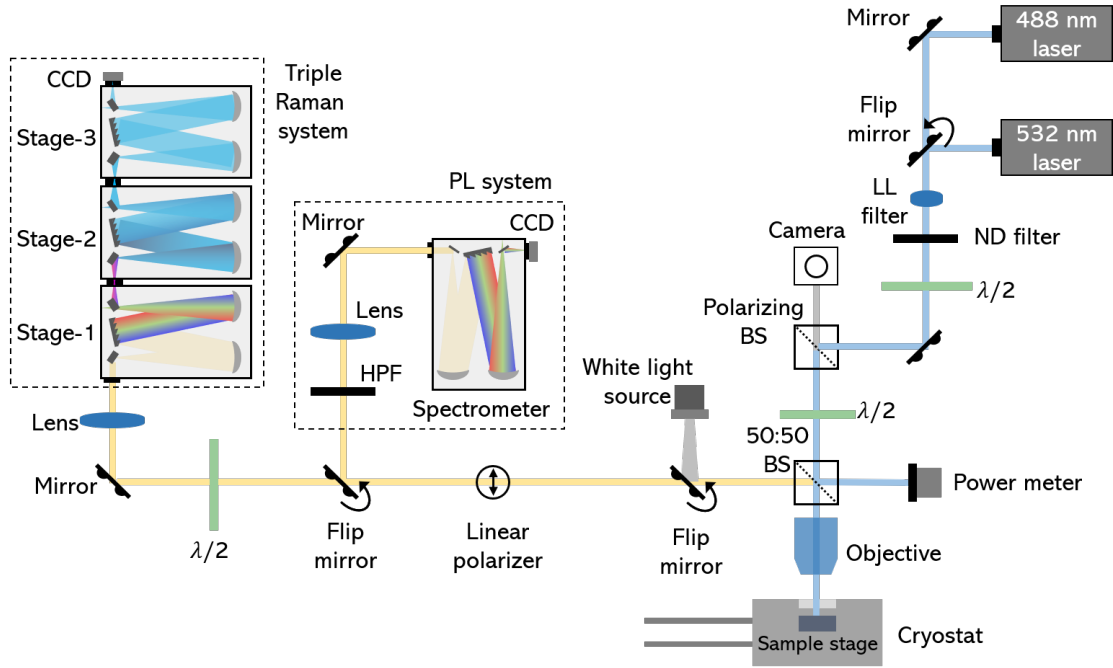 Mirror
488 nm
laser
CCD
Triple
Raman
system
Stage-3
Flip
mirror
532 nm
laser
PL system
LL
filter
Stage-2
Mirror
CCD
Camera
ND filter
λ/2
Stage-1
Lens
Polarizing
BS
HPF
White light
source
Spectrometer
λ/2
Lens
50:50
BS
Mirror
Power meter
λ/2
Flip
mirror
Linear
polarizer
Flip
mirror
Objective
Sample stage
Cryostat